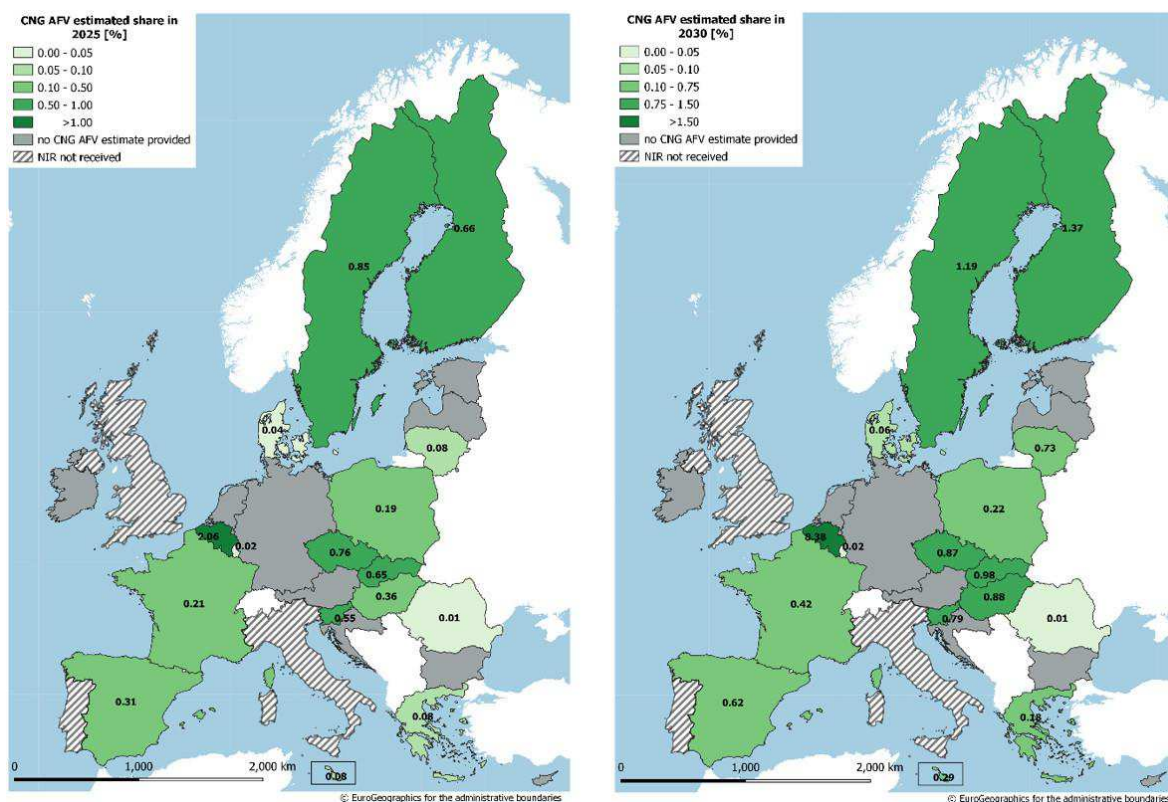 CNG AFV estimated share in
2025 [%]
0.00 - 0.05
0.05 - 0.10
0.10 - 0.50
0.50 - 1.00
>1.00
no CNG AFV estimate provided
NIR not received
0.66
0.85
0.04
0.08
0.19
2.06
0.02
0.76
0.65
0.36
0.21
0.55
0.01
0.31
0.08
0.08
0
1,000
2,000 km
© EuroGeographics for the administrative boundaries
CNG AFV estimated share in
2030 [%]
0.00 - 0.05
0.05 - 0.10
0.10 - 0.75
0.75 - 1.50
>1.50
no CNG AFV estimate provided
NIR not received
1.37
1.19
0.06
0.73
0.22
8.38
0.02
0.87
0.98
0.88
0.42
0.79
0.01
0.62
0.18
0.29
0
1,000
2,000 km
© EuroGeographics for the administrative boundaries